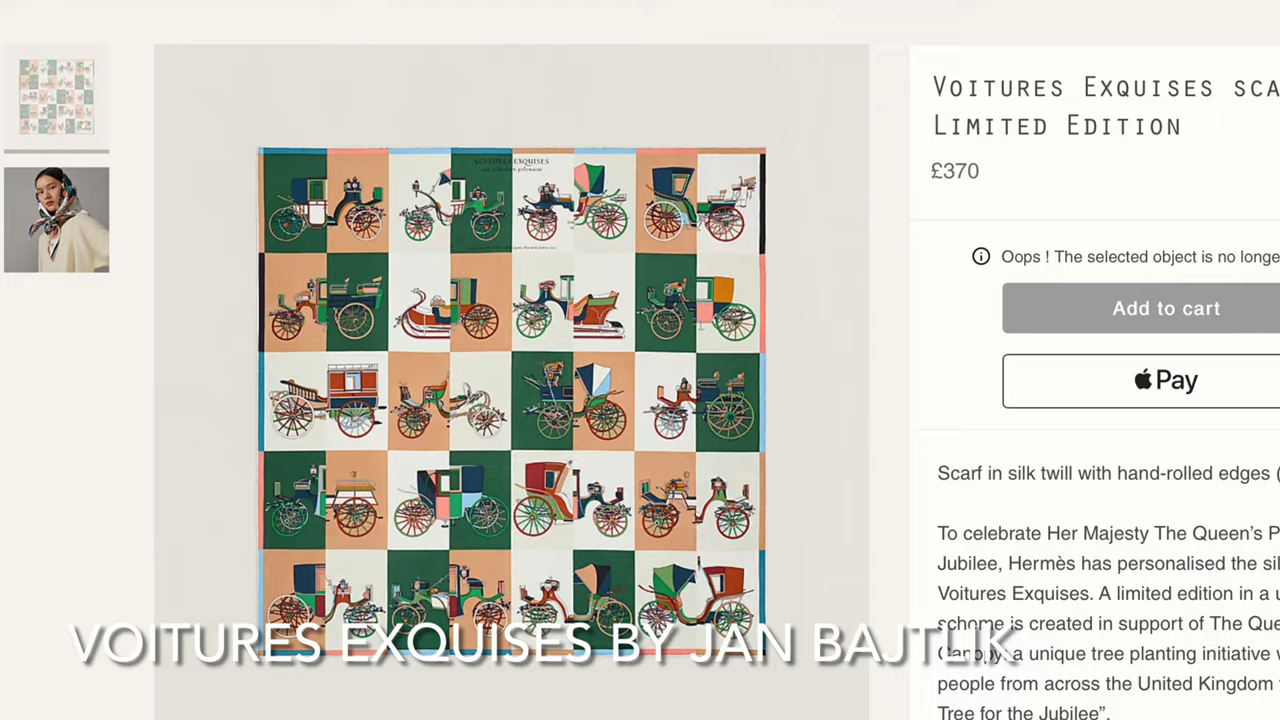 VOITURES EXQUISES
Voitures Exquises sca
Limited Edition
£370
Oops ! The selected object is no longe
Add to cart
Pay
Scarf in silk twill with hand-rolled edges (
To celebrate Her Majesty The Queen’s P
Jubilee, Hermès has personalised the sil
Voitures Exquises. A limited edition in a u
scheme is created in support of The Que
Canopy, a unique tree planting initiative w
people from across the United Kingdom t
Tree for the Jubilee”.
VOITURES EXQUISES BY JAN BAJTLIK